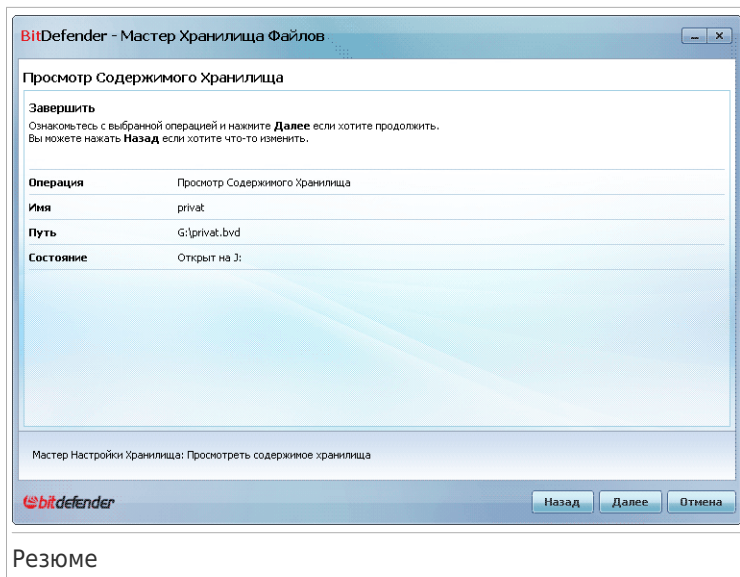 BitDefender - Мастер Хранилища Файлов
Просмотр Содержимого Хранилища
Завершить
Ознакомьтесь с выбранной операцией и нажмите Далее если хотите продолжить.
Вы можете нажать Назад если хотите что-то изменить.
Операция Просмотр Содержимого Хранилища
Имя privat
Путь G:\privat.bvd
Состояние Открыт на J:
Мастер Настройки Хранилища: Просмотреть содержимое хранилища
bitdefender
Назад Далее Отмена
Резюме